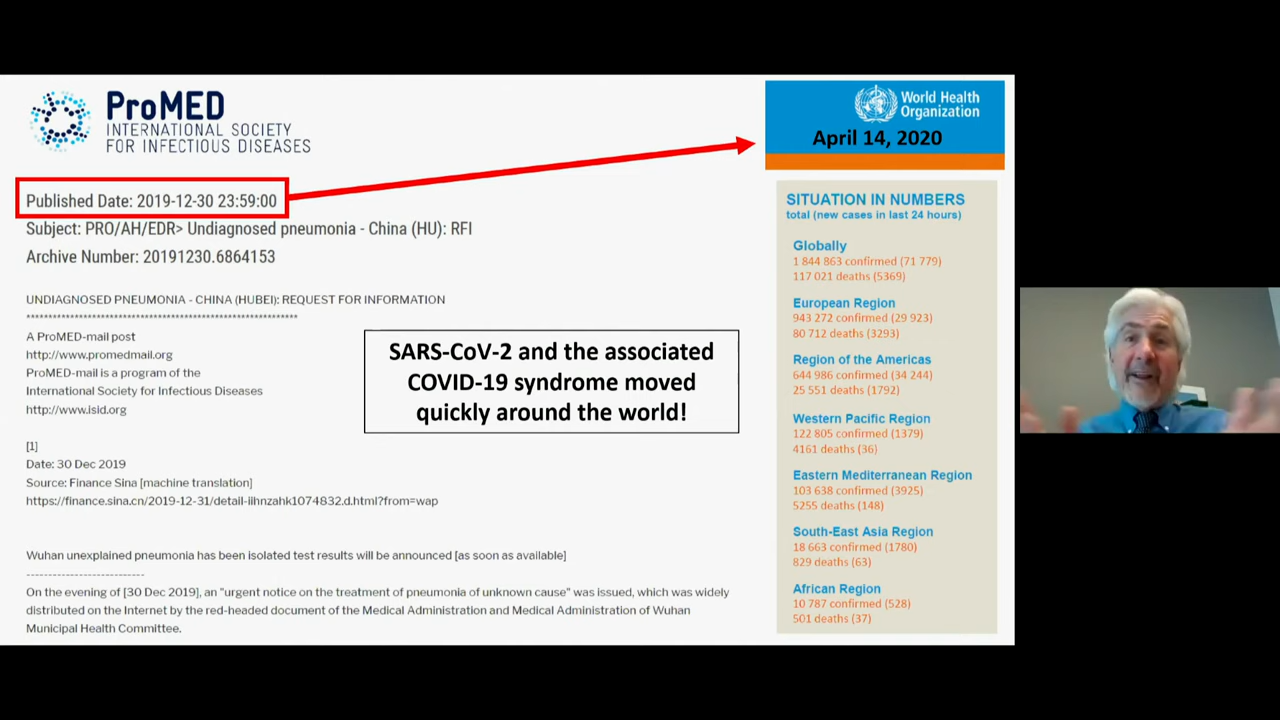 ProMED
INTERNATIONAL SOCIETY
FOR INFECTIOUS DISEASES
Published Date: 2019-12-30 23:59:00
Subject: PRO/AH/EDR> Undiagnosed pneumonia - China (HU): RFI
Archive Number: 20191230.6864153
UNDIAGNOSED PNEUMONIA - CHINA (HUBEI): REQUEST FOR INFORMATION
**************************************************************
A ProMED-mail post
http://www.promedmail.org
ProMED-mail is a program of the
International Society for Infectious Diseases
http://www.isid.org
[1]
Date: 30 Dec 2019
Source: Finance Sina [machine translation]
https://finance.sina.cn/2019-12-31/detail-iihnzahk1074832.d.html?from=wap
Wuhan unexplained pneumonia has been isolated test results will be announced [as soon as available]
---------------------------
On the evening of [30 Dec 2019], an "urgent notice on the treatment of pneumonia of unknown cause" was issued, which was widely
distributed on the Internet by the red-headed document of the Medical Administration and Medical Administration of Wuhan
Municipal Health Committee.
SARS-CoV-2 and the associated
COVID-19 syndrome moved
quickly around the world!
World Health
Organization
April 14, 2020
SITUATION IN NUMBERS
total (new cases in last 24 hours)
Globally
1 844 863 confirmed (71 779)
117 021 deaths (5369)
European Region
943 272 confirmed (29 923)
80 712 deaths (3293)
Region of the Americas
644 986 confirmed (34 244)
25 551 deaths (1792)
Western Pacific Region
122 805 confirmed (1379)
4161 deaths (36)
Eastern Mediterranean Region
103 638 confirmed (3925)
5255 deaths (148)
South-East Asia Region
18 663 confirmed (1780)
829 deaths (63)
African Region
10 787 confirmed (528)
501 deaths (37)